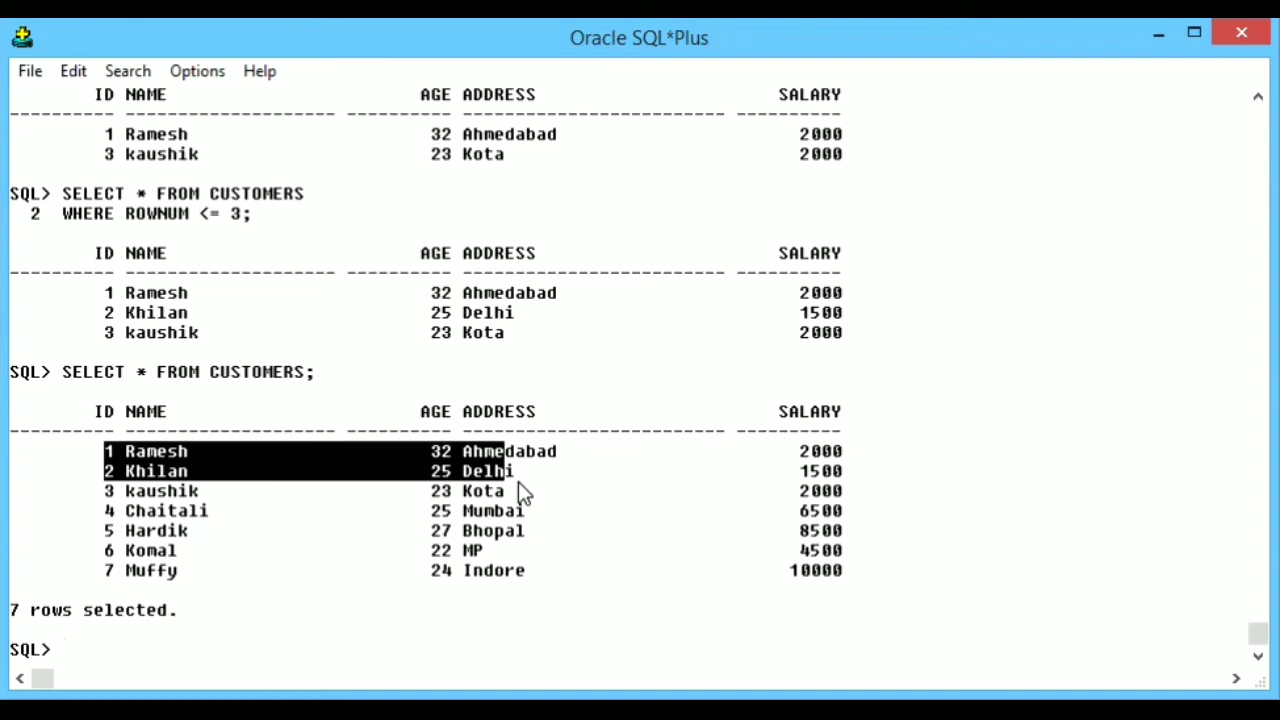 Oracle SQL*Plus
File Edit Search Options Help
ID NAME AGE ADDRESS SALARY
---------- -------------------- ---------- ------------------------- ----------
1 Ramesh 32 Ahmedabad 2000
3 kaushik 23 Kota 2000
SQL> SELECT * FROM CUSTOMERS
2 WHERE ROWNUM <= 3;
ID NAME AGE ADDRESS SALARY
---------- -------------------- ---------- ------------------------- ----------
1 Ramesh 32 Ahmedabad 2000
2 Khilan 25 Delhi 1500
3 kaushik 23 Kota 2000
SQL> SELECT * FROM CUSTOMERS;
ID NAME AGE ADDRESS SALARY
---------- -------------------- ---------- ------------------------- ----------
1 Ramesh 32 Ahmedabad 2000
2 Khilan 25 Delhi 1500
3 kaushik 23 Kota 2000
4 Chaitali 25 Mumbai 6500
5 Hardik 27 Bhopal 8500
6 Komal 22 MP 4500
7 Muffy 24 Indore 10000
7 rows selected.
SQL>